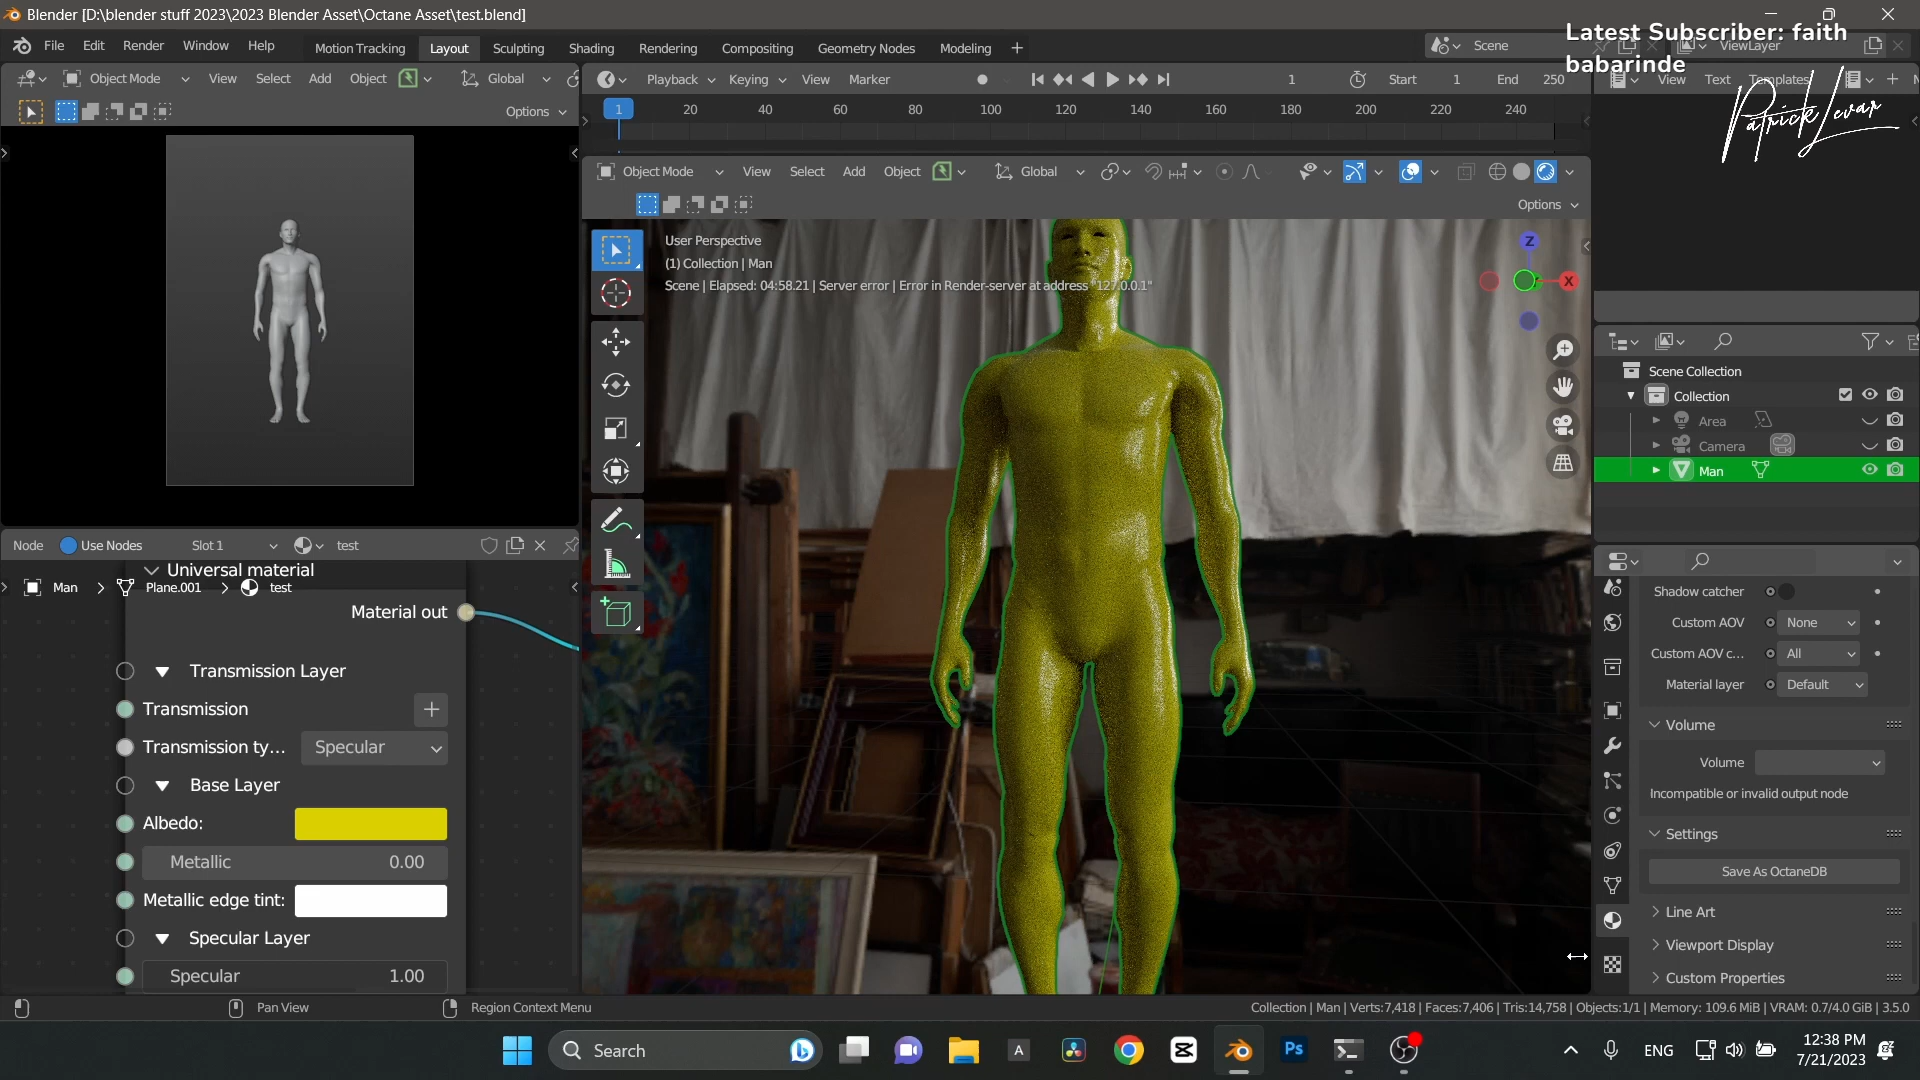 Blender [D:\blender stuff 2023\2023 Blender Asset\Octane Asset\test.blend]
Latest Subscriber: faith
babarinde
File Edit Render Window Help
Motion Tracking Layout Sculpting Shading Rendering Compositing Geometry Nodes Modeling
Scene
ViewLayer
Object Mode View Select Add Object Global
Options
Playback Keying View Marker 1 Start 1 End 250
View Text Templates
1 20 40 60 80 100 120 140 160 180 200 220 240
Patrick Levar
Object Mode View Select Add Object Global
Options
User Perspective
(1) Collection | Man
Scene | Elapsed: 04:58.21 | Server error | Error in Render-server at address "127.0.0.1"
Z
X
Scene Collection
Collection
Area
Camera
Man
Node Use Nodes Slot 1 test
Universal material
Man Plane.001 test
Material out
Transmission Layer
Transmission
Transmission ty... Specular
Base Layer
Albedo:
Metallic 0.00
Metallic edge tint:
Specular Layer
Specular 1.00
Shadow catcher
Custom AOV None
Custom AOV c... All
Material layer Default
Volume
Volume
Incompatible or invalid output node
Settings
Save As OctaneDB
Line Art
Viewport Display
Custom Properties
Pan View
Region Context Menu
Collection | Man | Verts:7,418 | Faces:7,406 | Tris:14,758 | Objects:1/1 | Memory: 109.6 MiB | VRAM: 0.7/4.0 GiB | 3.5.0
Search
A
Ps
ENG
12:38 PM
7/21/2023